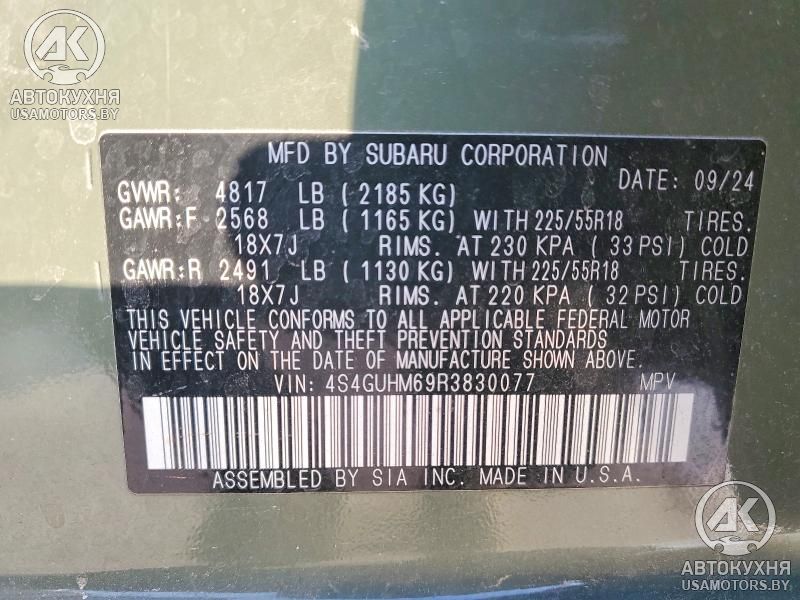 АК
АВТОКУХНЯ
USAMOTORS.BY
MFD BY SUBARU CORPORATION
DATE: 09/24
GVWR: 4817 LB ( 2185 KG)
GAWR:F 2568 LB ( 1165 KG) WITH 225/55R18 TIRES.
18X7J RIMS. AT 230 KPA ( 33 PSI) COLD
GAWR:R 2491 LB ( 1130 KG) WITH 225/55R18 TIRES.
18X7J RIMS. AT 220 KPA ( 32 PSI) COLD
THIS VEHICLE CONFORMS TO ALL APPLICABLE FEDERAL MOTOR
VEHICLE SAFETY AND THEFT PREVENTION STANDARDS
IN EFFECT ON THE DATE OF MANUFACTURE SHOWN ABOVE.
VIN: 4S4GUHM69R3830077 MPV
ASSEMBLED BY SIA INC. MADE IN U.S.A.
АК
АВТОКУХНЯ
USAMOTORS.BY